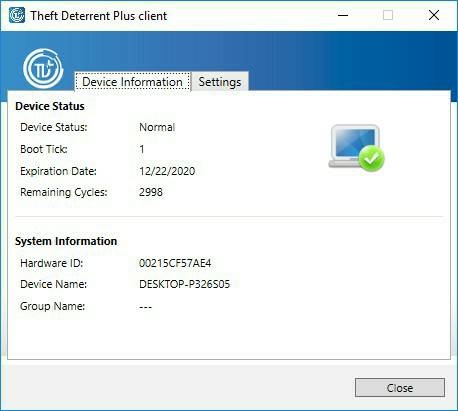 Theft Deterrent Plus client
TD
Device Information Settings
Device Status
Device Status: Normal
Boot Tick: 1
Expiration Date: 12/22/2020
Remaining Cycles: 2998
System Information
Hardware ID: 00215CF57AE4
Device Name: DESKTOP-P326S05
Group Name: ---
Close